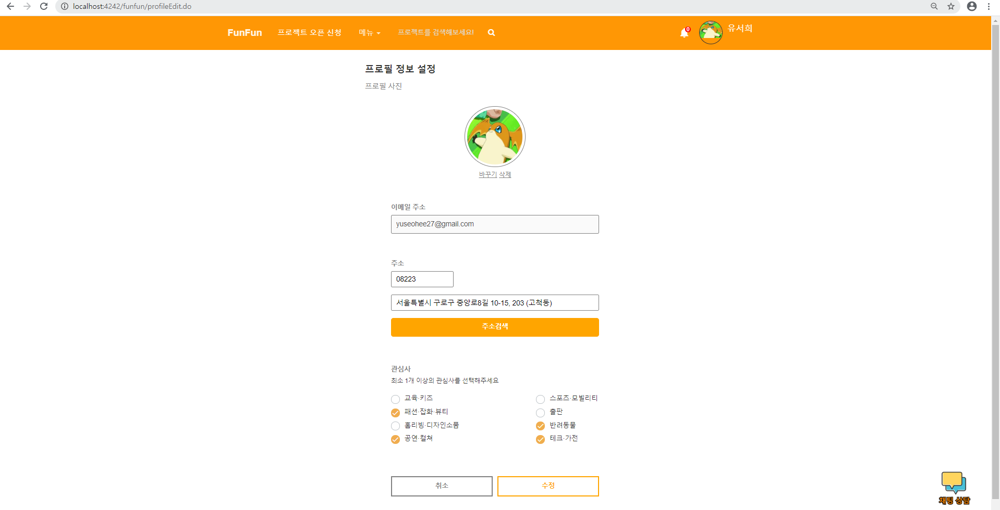 localhost:4242/funfun/profileEdit.do
FunFun 프로젝트 오픈 신청 메뉴 프로젝트를 검색해보세요! 0 유서희
프로필 정보 설정
프로필 사진
바꾸기 삭제
이메일 주소
yuseohee27@gmail.com
주소
08223
서울특별시 구로구 중앙로8길 10-15, 203 (고척동)
주소검색
관심사
최소 1개 이상의 관심사를 선택해주세요
교육·키즈 스포츠·모빌리티
패션·잡화·뷰티 출판
홈리빙·디자인소품 반려동물
공연·컬쳐 테크·가전
취소 수정
채팅 상담